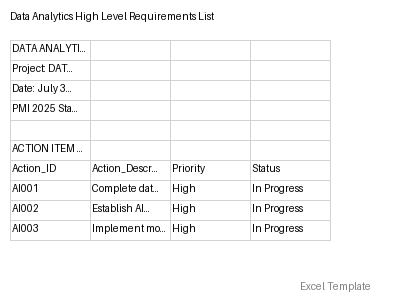 Data Analytics High Level Requirements List
DATA ANALYTI...
Project: DAT...
Date: July 3...
PMI 2025 Sta...
ACTION ITEM ...
Action_ID Action_Descr... Priority Status
AI001 Complete dat... High In Progress
AI002 Establish AI... High In Progress
AI003 Implement mo... High In Progress
Excel Template